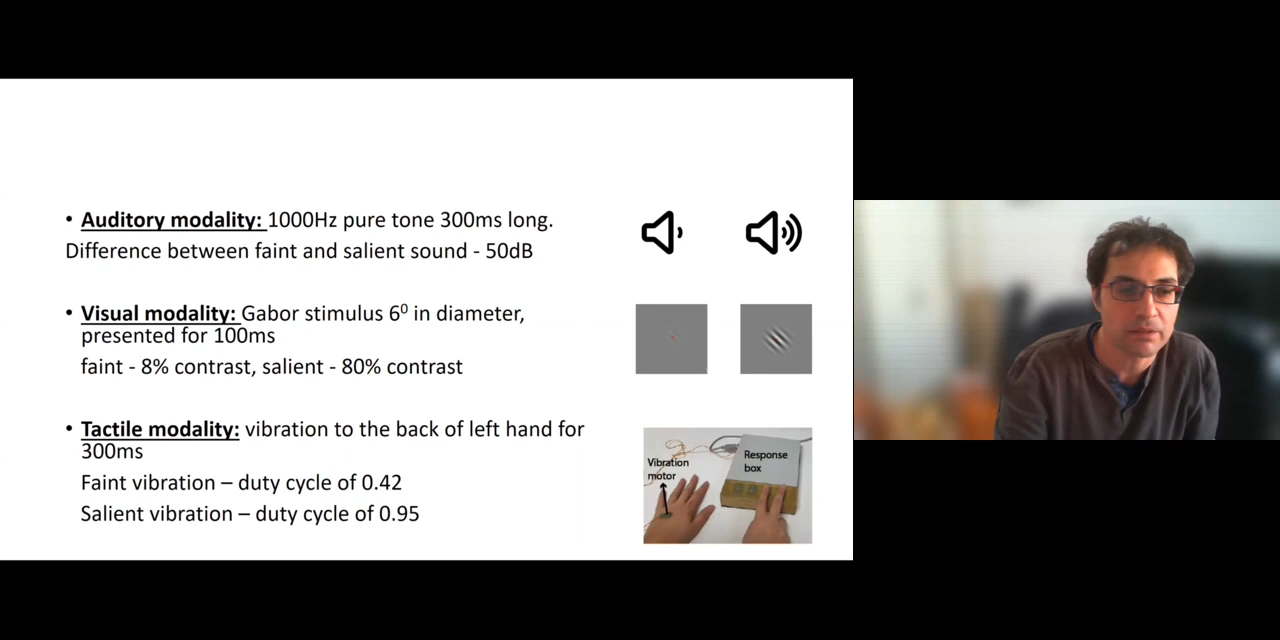 • Auditory modality: 1000Hz pure tone 300ms long.
Difference between faint and salient sound - 50dB
• Visual modality: Gabor stimulus 6⁰ in diameter,
presented for 100ms
faint - 8% contrast, salient - 80% contrast
• Tactile modality: vibration to the back of left hand for
300ms
Faint vibration – duty cycle of 0.42
Salient vibration – duty cycle of 0.95
Vibration
motor
Response
box